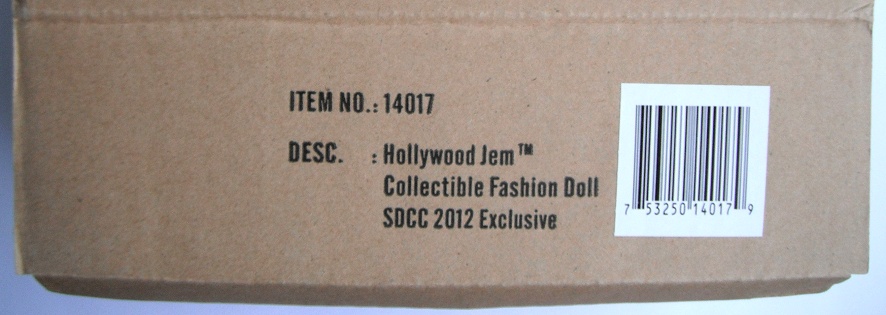 ITEM NO.: 14017
DESC. : Hollywood Jem™
Collectible Fashion Doll
SDCC 2012 Exclusive
7 53250 14017 9